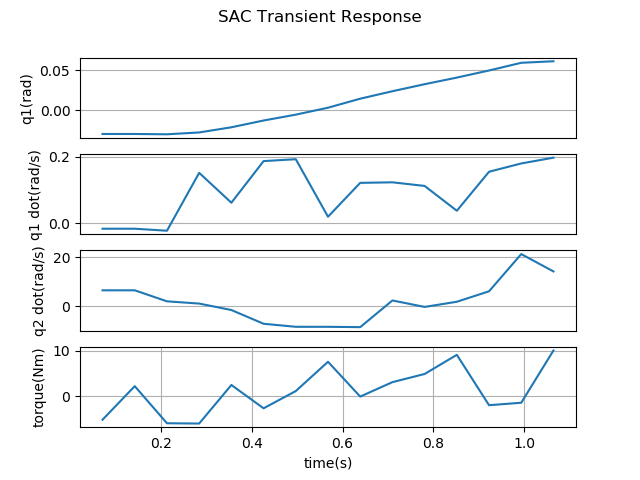 SAC Transient Response
q1(rad)
0.05
0.00
q1 dot(rad/s)
0.2
0.0
q2 dot(rad/s)
20
0
torque(Nm)
10
0
0.2 0.4 0.6 0.8 1.0
time(s)